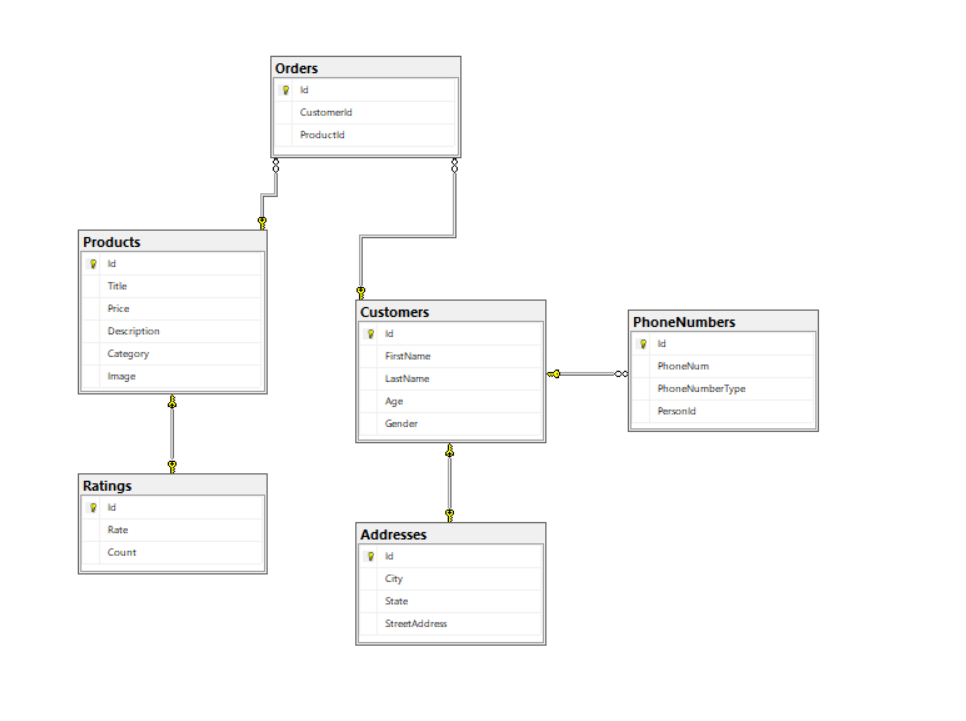 Orders
Id
CustomerId
ProductId
Products
Id
Title
Price
Description
Category
Image
Customers
Id
FirstName
LastName
Age
Gender
PhoneNumbers
Id
PhoneNum
PhoneNumberType
PersonId
Ratings
Id
Rate
Count
Addresses
Id
City
State
StreetAddress